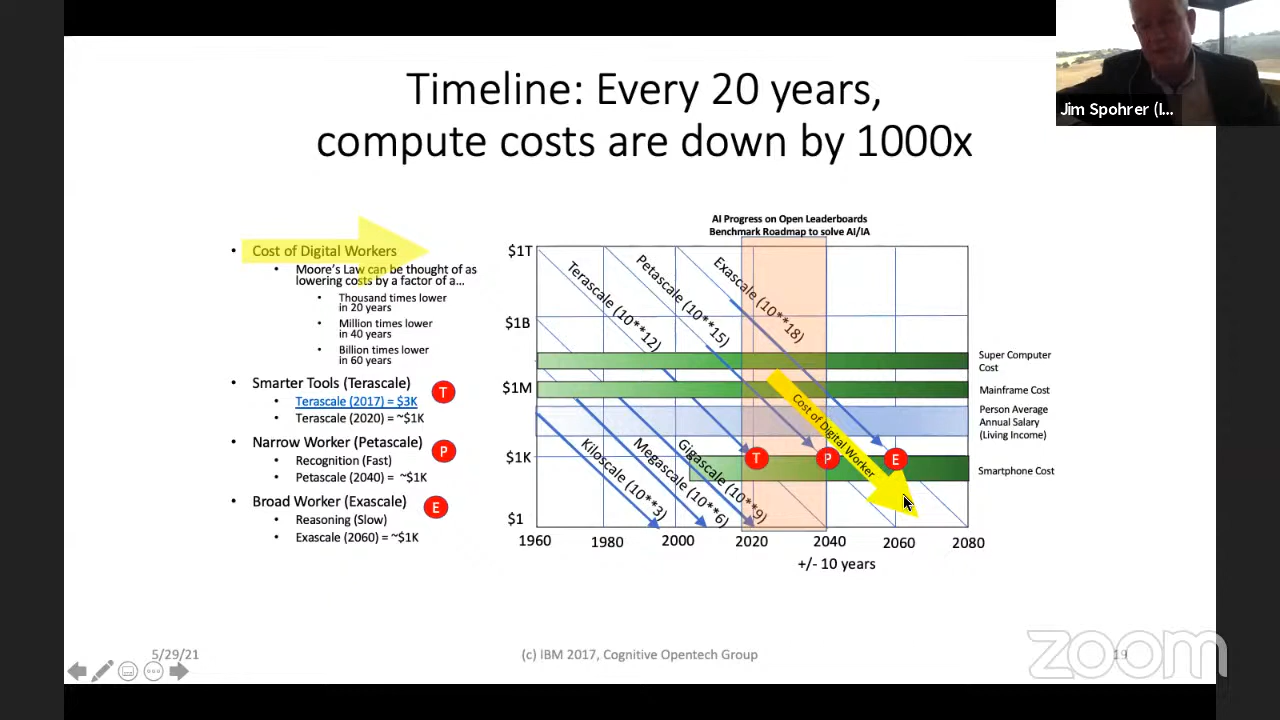 Timeline: Every 20 years,
compute costs are down by 1000x
Jim Spohrer (I...
• Cost of Digital Workers
• Moore's Law can be thought of as
lowering costs by a factor of a...
• Thousand times lower
in 20 years
• Million times lower
in 40 years
• Billion times lower
in 60 years
• Smarter Tools (Terascale)
T
• Terascale (2017) = $3K
• Terascale (2020) = ~$1K
• Narrow Worker (Petascale)
P
• Recognition (Fast)
• Petascale (2040) = ~$1K
• Broad Worker (Exascale)
E
• Reasoning (Slow)
• Exascale (2060) = ~$1K
AI Progress on Open Leaderboards
Benchmark Roadmap to solve AI/IA
$1T
$1B
$1M
$1K
$1
Terascale (10**12)
Petascale (10**15)
Exascale (10**18)
Kiloscale (10**3)
Megascale (10**6)
Gigascale (10**9)
Cost of Digital Worker
T
P
E
Super Computer
Cost
Mainframe Cost
Person Average
Annual Salary
(Living Income)
Smartphone Cost
1960
1980
2000
2020
2040
2060
2080
+/- 10 years
5/29/21
(c) IBM 2017, Cognitive Opentech Group
19
zoom